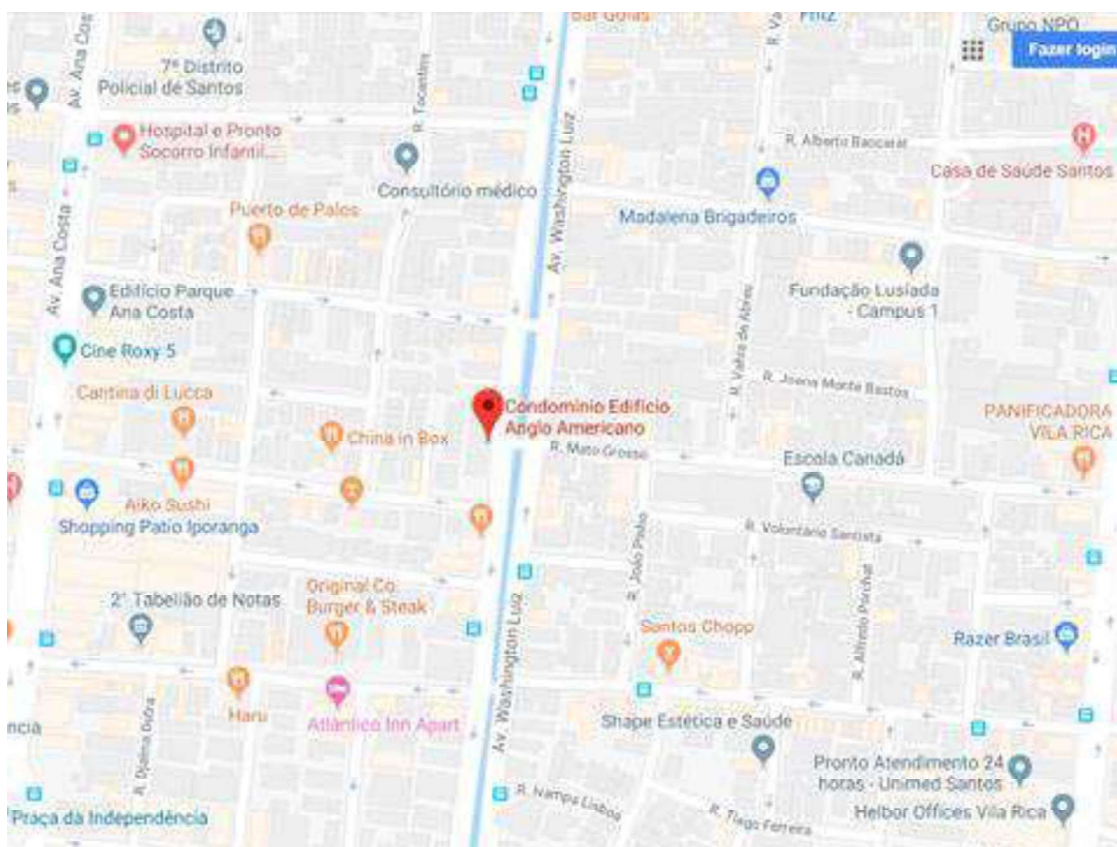 Bar Goiás
Grupo NPO
Fazer login
Av. Ana Cos
7º Distrito
Policial de Santos
R. Tocantins
Hospital e Pronto
Socorro Infantil...
R. Alberto Baccarat
Casa de Saúde Santos
Consultório médico
Av. Washington Luiz
Madalena Brigadeiros
Puerto de Palos
Av. Ana Costa
Fundação Lusíada
- Campus 1
Edifício Parque
Ana Costa
R. Vahia de Abreu
Cine Roxy 5
R. Joana Monte Bastos
Cantina di Lucca
Condomínio Edifício
Anglo Americano
PANIFICADORA
VILA RICA
China in Box
R. Mato Grosso
Escola Canadá
Aiko Sushi
Shopping Patio Iporanga
R. Voluntário Santista
R. João Pinho
Original Co.
Burger & Steak
2° Tabelião de Notas
R. Alfredo Porchat
Santos Chopp
Razer Brasil
Av. Washington Luiz
Haru
Atlântico Inn Apart
Shape Estética e Saúde
ncia
R. Djalma Dutra
Pronto Atendimento 24
horas - Unimed Santos
R. Nampa Lisboa
Helbor Offices Vila Rica
Praça da Independência
R. Tiago Ferreira